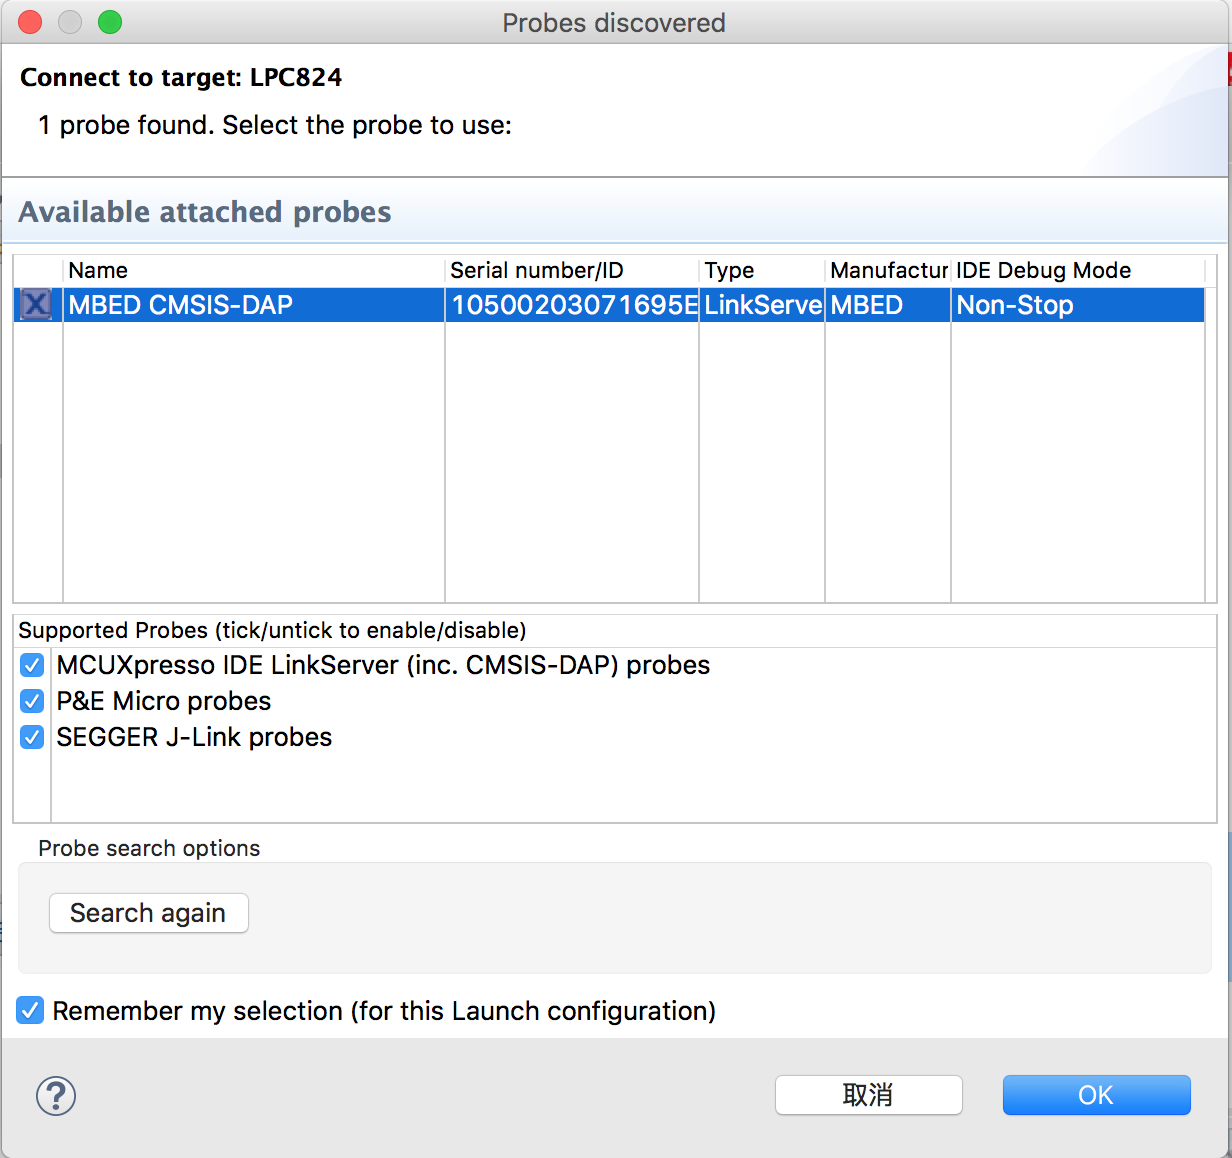 Probes discovered
Connect to target: LPC824
1 probe found. Select the probe to use:
Available attached probes
Name Serial number/ID Type Manufactur IDE Debug Mode
MBED CMSIS-DAP 10500203071695E LinkServe MBED Non-Stop
Supported Probes (tick/untick to enable/disable)
MCUXpresso IDE LinkServer (inc. CMSIS-DAP) probes
P&E Micro probes
SEGGER J-Link probes
Probe search options
Search again
Remember my selection (for this Launch configuration)
?
取消 OK